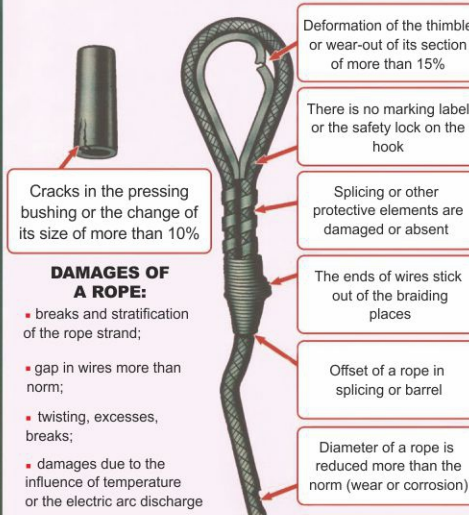 Deformation of the thimble
or wear-out of its section
of more than 15%
There is no marking label
or the safety lock on the
hook
Cracks in the pressing
bushing or the change of
its size of more than 10%
Splicing or other
protective elements are
damaged or absent
DAMAGES OF
A ROPE:
▪ breaks and stratification
of the rope strand;
▪ gap in wires more than
norm;
▪ twisting, excesses,
breaks;
▪ damages due to the
influence of temperature
or the electric arc discharge
The ends of wires stick
out of the braiding
places
Offset of a rope in
splicing or barrel
Diameter of a rope is
reduced more than the
norm (wear or corrosion)